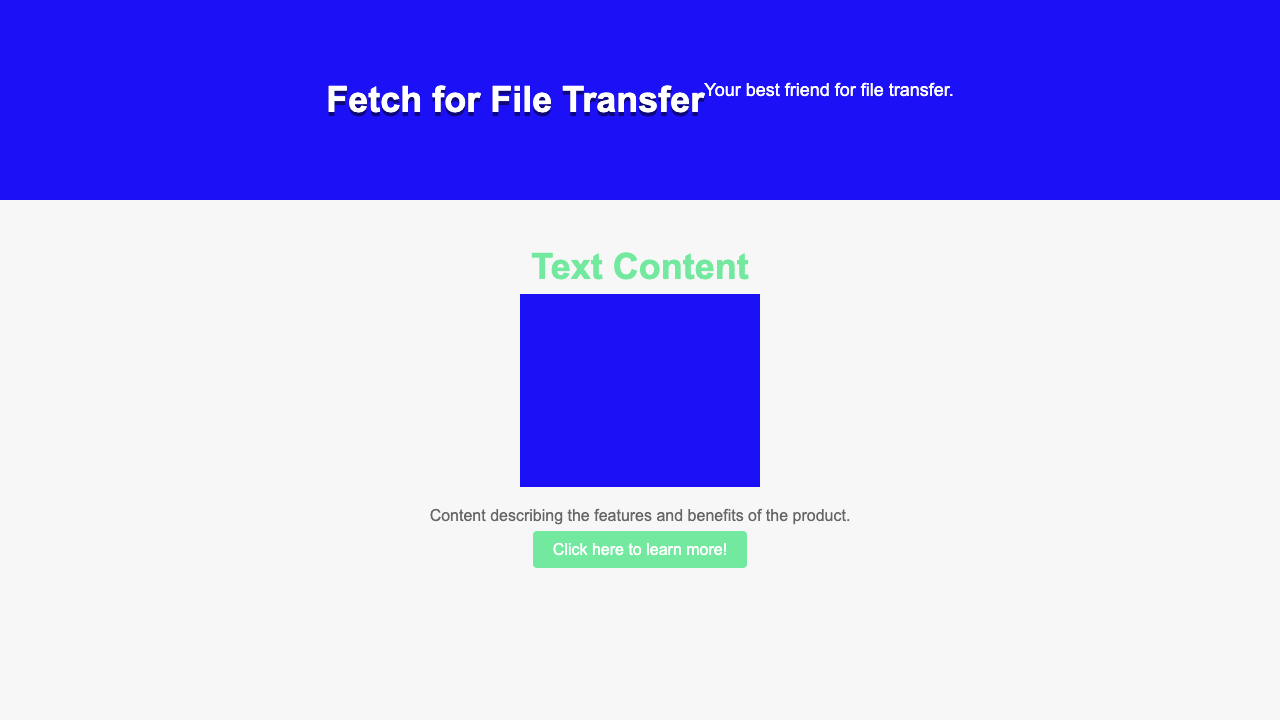 Fetch for File Transfer
Your best friend for file transfer.
Text Content
Content describing the features and benefits of the product.
Click here to learn more!